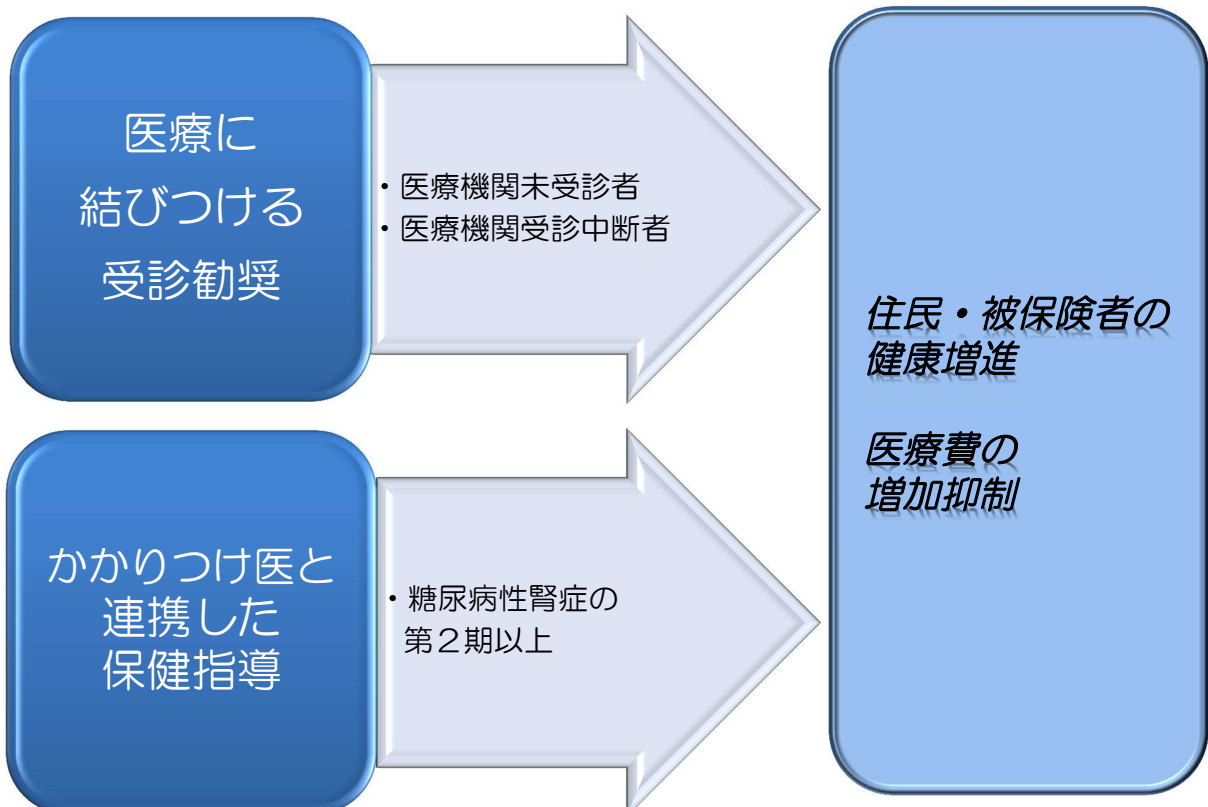 医療に
結びつける
受診勧奨
・医療機関未受診者
・医療機関受診中断者
かかりつけ医と
連携した
保健指導
・糖尿病性腎症の
第２期以上
住民・被保険者の
健康増進
医療費の
増加抑制